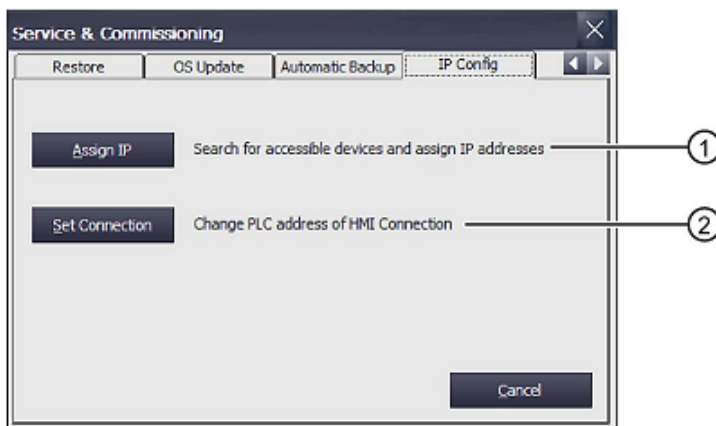 Service & Commissioning
Restore
OS Update
Automatic Backup
IP Config
Assign IP
Search for accessible devices and assign IP addresses
1
Set Connection
Change PLC address of HMI Connection
2
Cancel